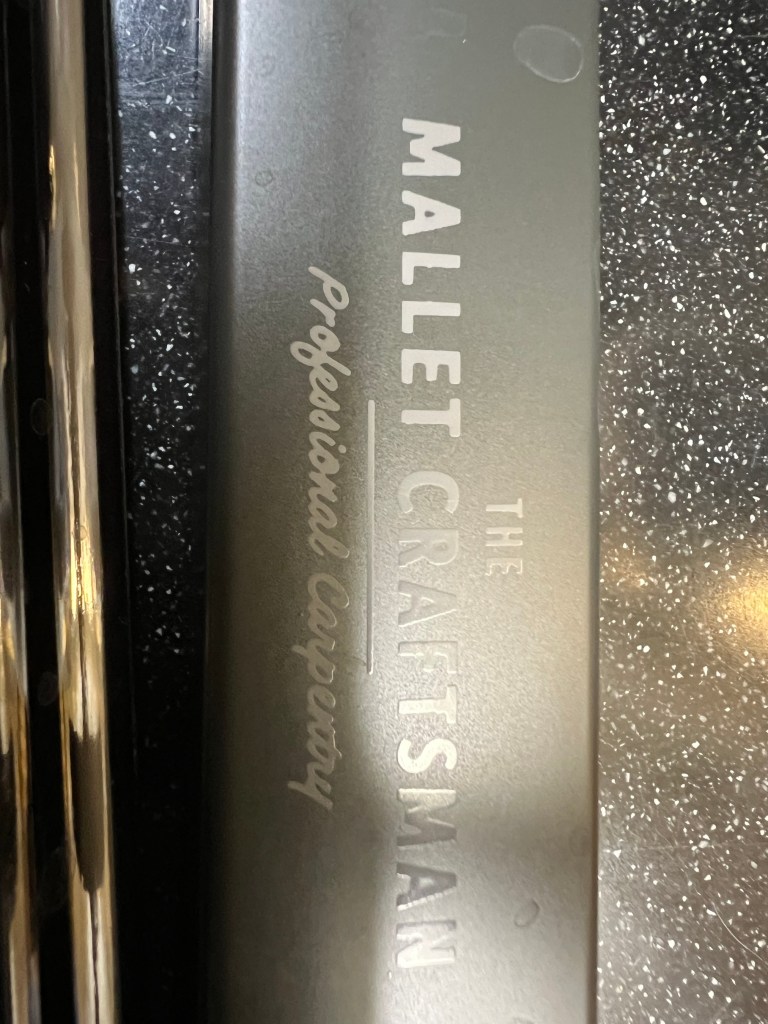 THE
MALLET CRAFTSMAN
Professional Carpentry